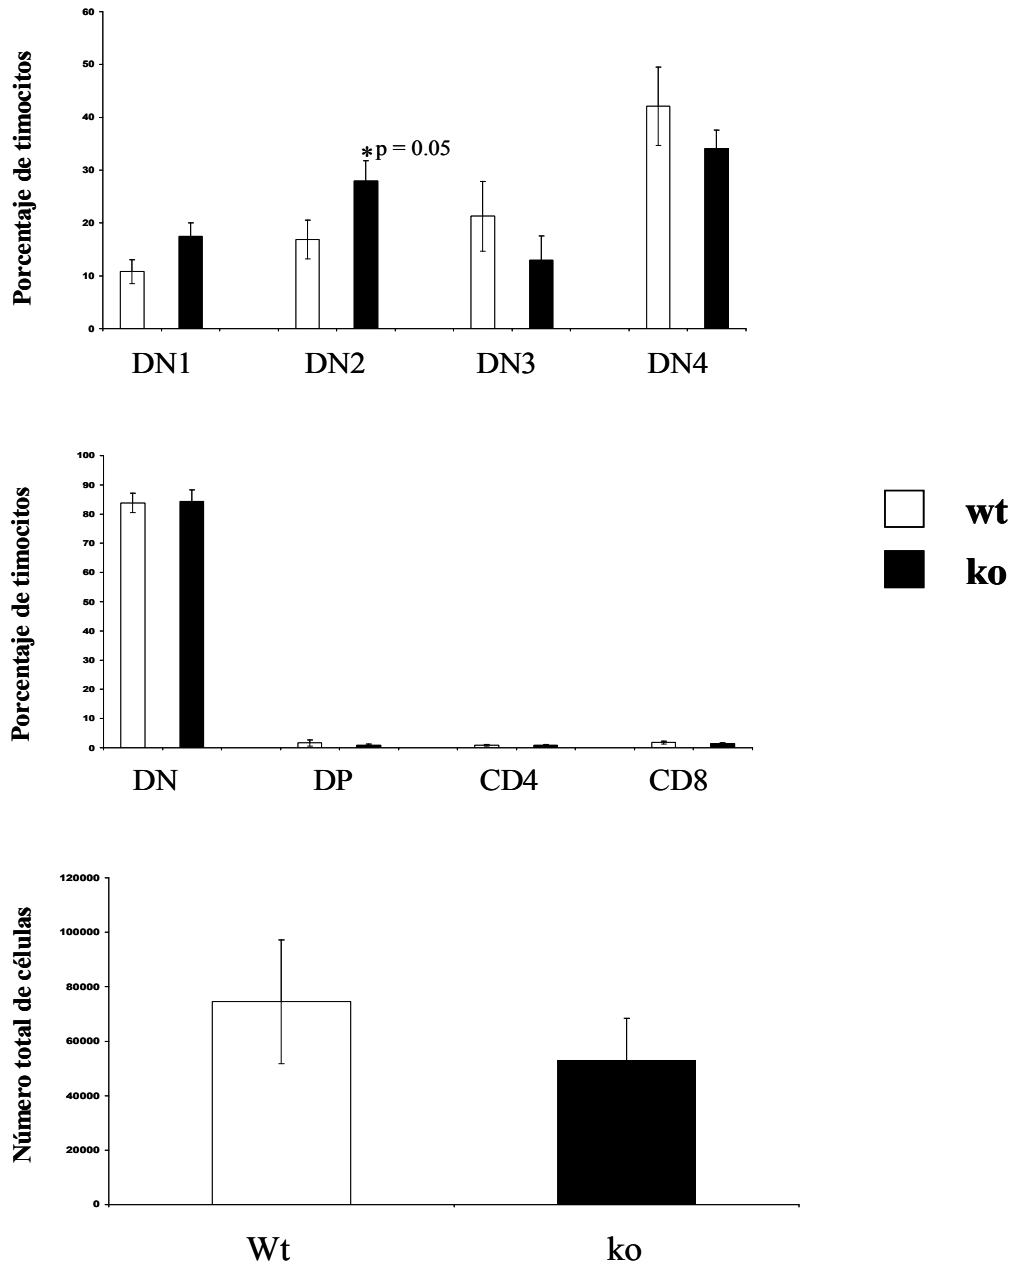 Porcentaje de timocitos
60
50
40
30
20
10
0
*p = 0.05
DN1 DN2 DN3 DN4
Porcentaje de timocitos
100
90
80
70
60
50
40
30
20
10
0
DN DP CD4 CD8
wt
ko
Número total de células
120000
100000
80000
60000
40000
20000
0
Wt ko